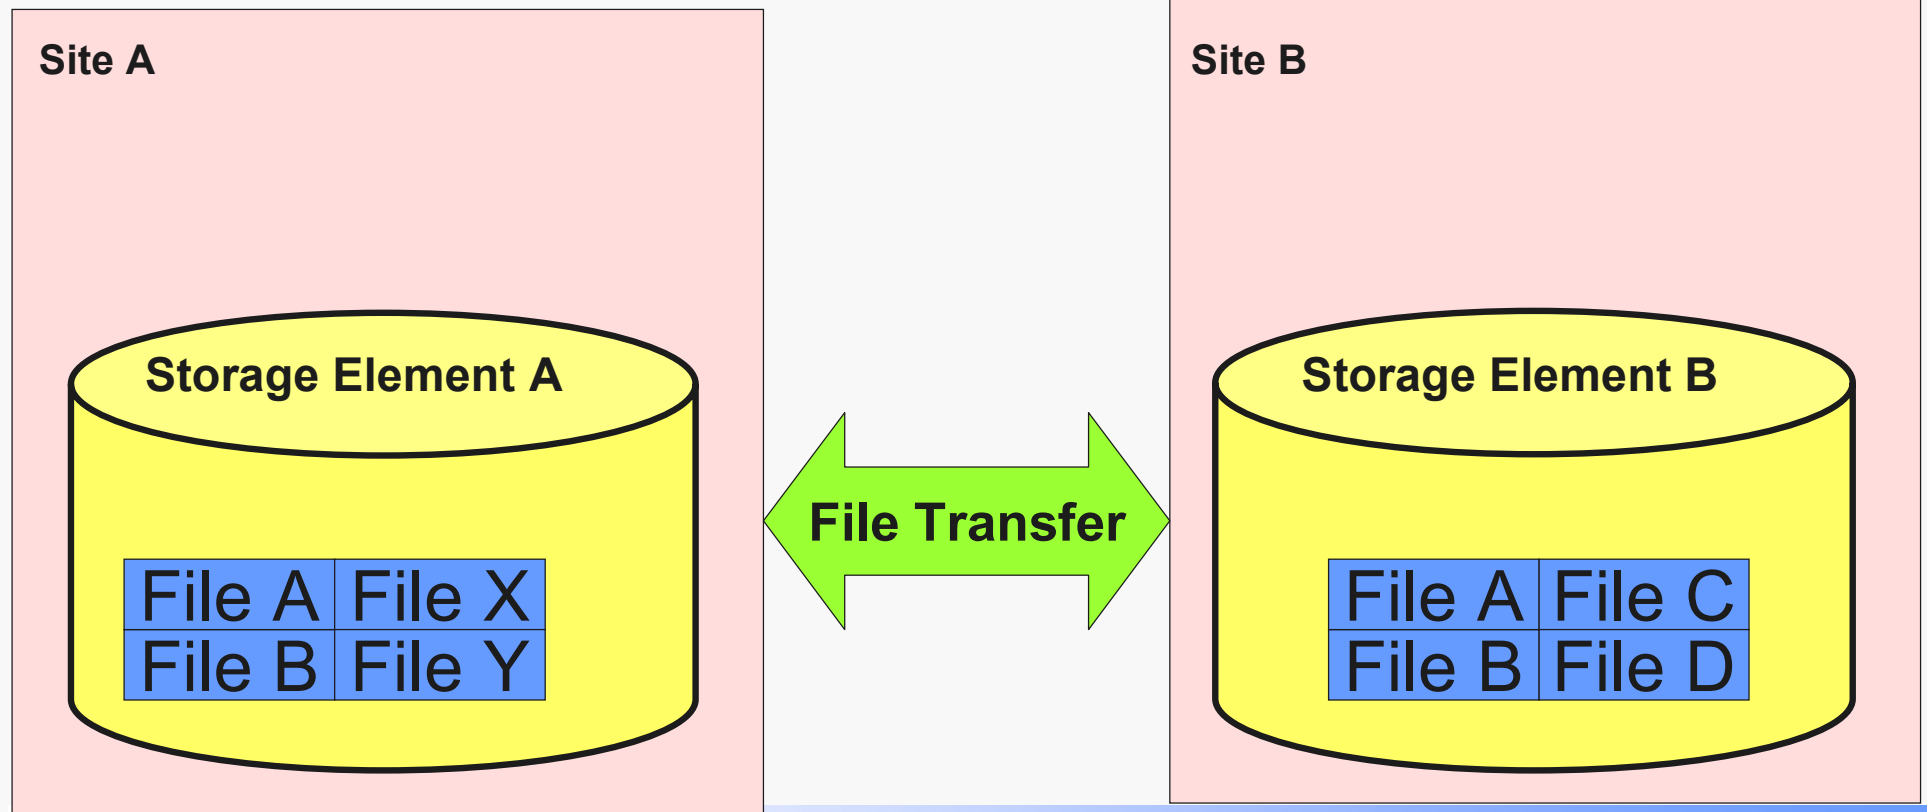 Site A
Site B
Storage Element A
Storage Element B
File Transfer
File A File X
File B File Y
File A File C
File B File D